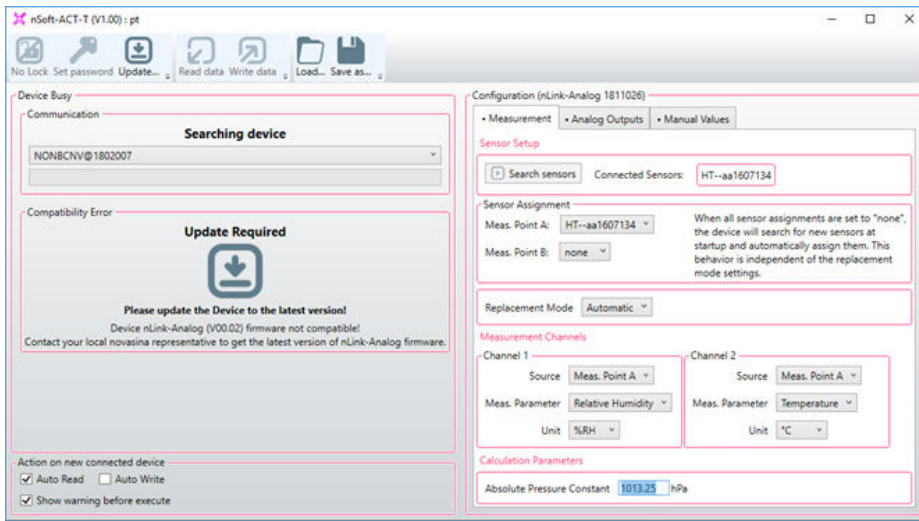 nSoft-ACT-T (V1.00) : pt
No Lock Set password Update... Read data Write data Load... Save as...
Device Busy
Communication
Searching device
NONBCNV@1802007
Compatibility Error
Update Required
Please update the Device to the latest version!
Device nLink-Analog (V00.02) firmware not compatible!
Contact your local novasina representative to get the latest version of nLink-Analog firmware.
Action on new connected device
Auto Read Auto Write
Show warning before execute
Configuration (nLink-Analog 1811026)
• Measurement • Analog Outputs • Manual Values
Sensor Setup
Search sensors Connected Sensors: HT--aa1607134
Sensor Assignment
Meas. Point A: HT--aa1607134
Meas. Point B: none
When all sensor assignments are set to "none",
the device will search for new sensors at
startup and automatically assign them. This
behavior is independent of the replacement
mode settings.
Replacement Mode Automatic
Measurement Channels
Channel 1
Source Meas. Point A
Meas. Parameter Relative Humidity
Unit %RH
Channel 2
Source Meas. Point A
Meas. Parameter Temperature
Unit °C
Calculation Parameters
Absolute Pressure Constant 1013.25 hPa